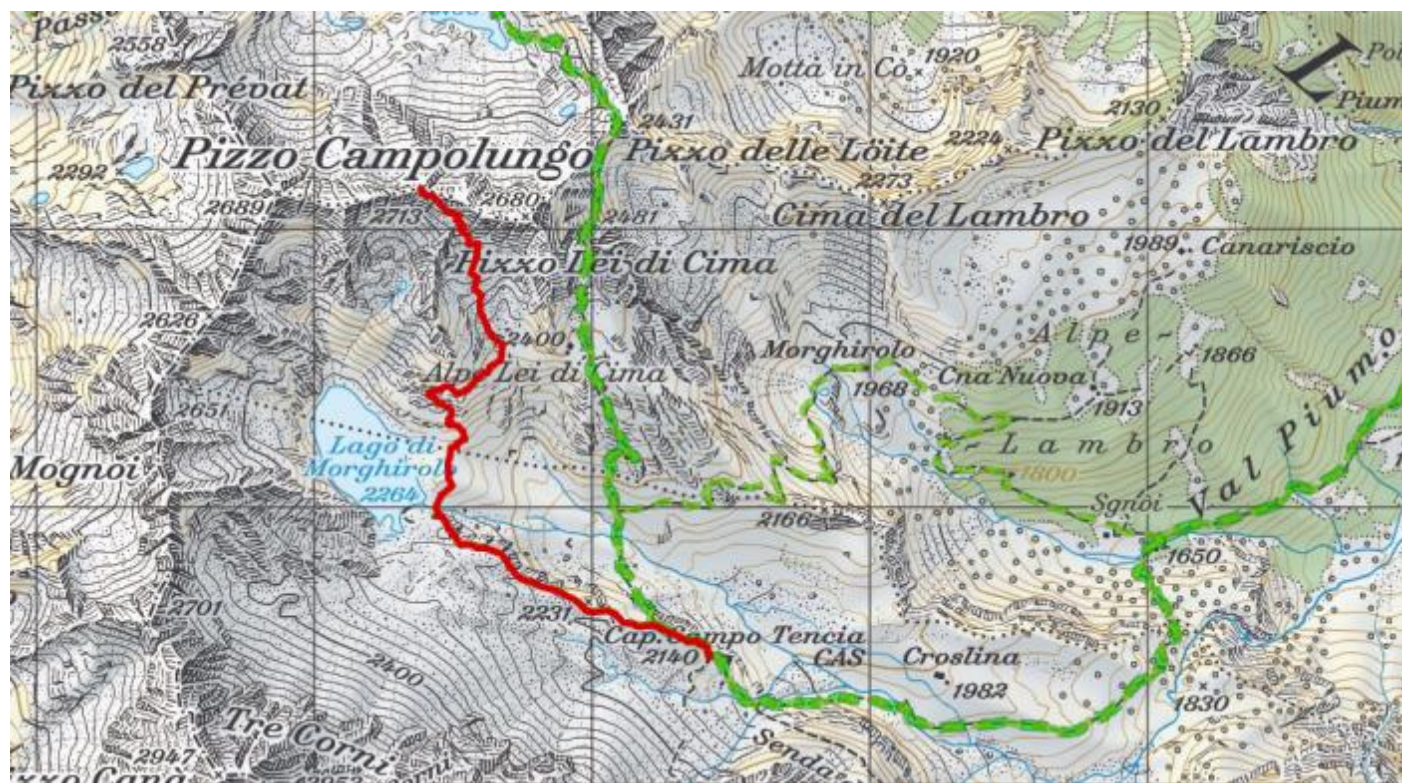 Passo
2558
Pizzo del Prévat
2292
2689
Pizzo Campolungo
2713
2680
2431
2481
Motta in Cò
1920
Pizzo delle Löite
2224
2273
2130
Pizzo del Lambro
Cima del Lambro
1989
Canariscio
Pizzo Lei di Cima
2626
2400
Alpe Lei di Cima
2651
Lago di
Morghirolo
2264
Mognoi
Morghirolo
1968
Cna Nuova
1913
1866
Alpe
Lambro
1800
Val Piumo
Sgnòi
1650
2166
2231
Cap. Campo Tencia
CAS
2140
Croslina
1982
1830
2701
2400
Tre Corni
2947